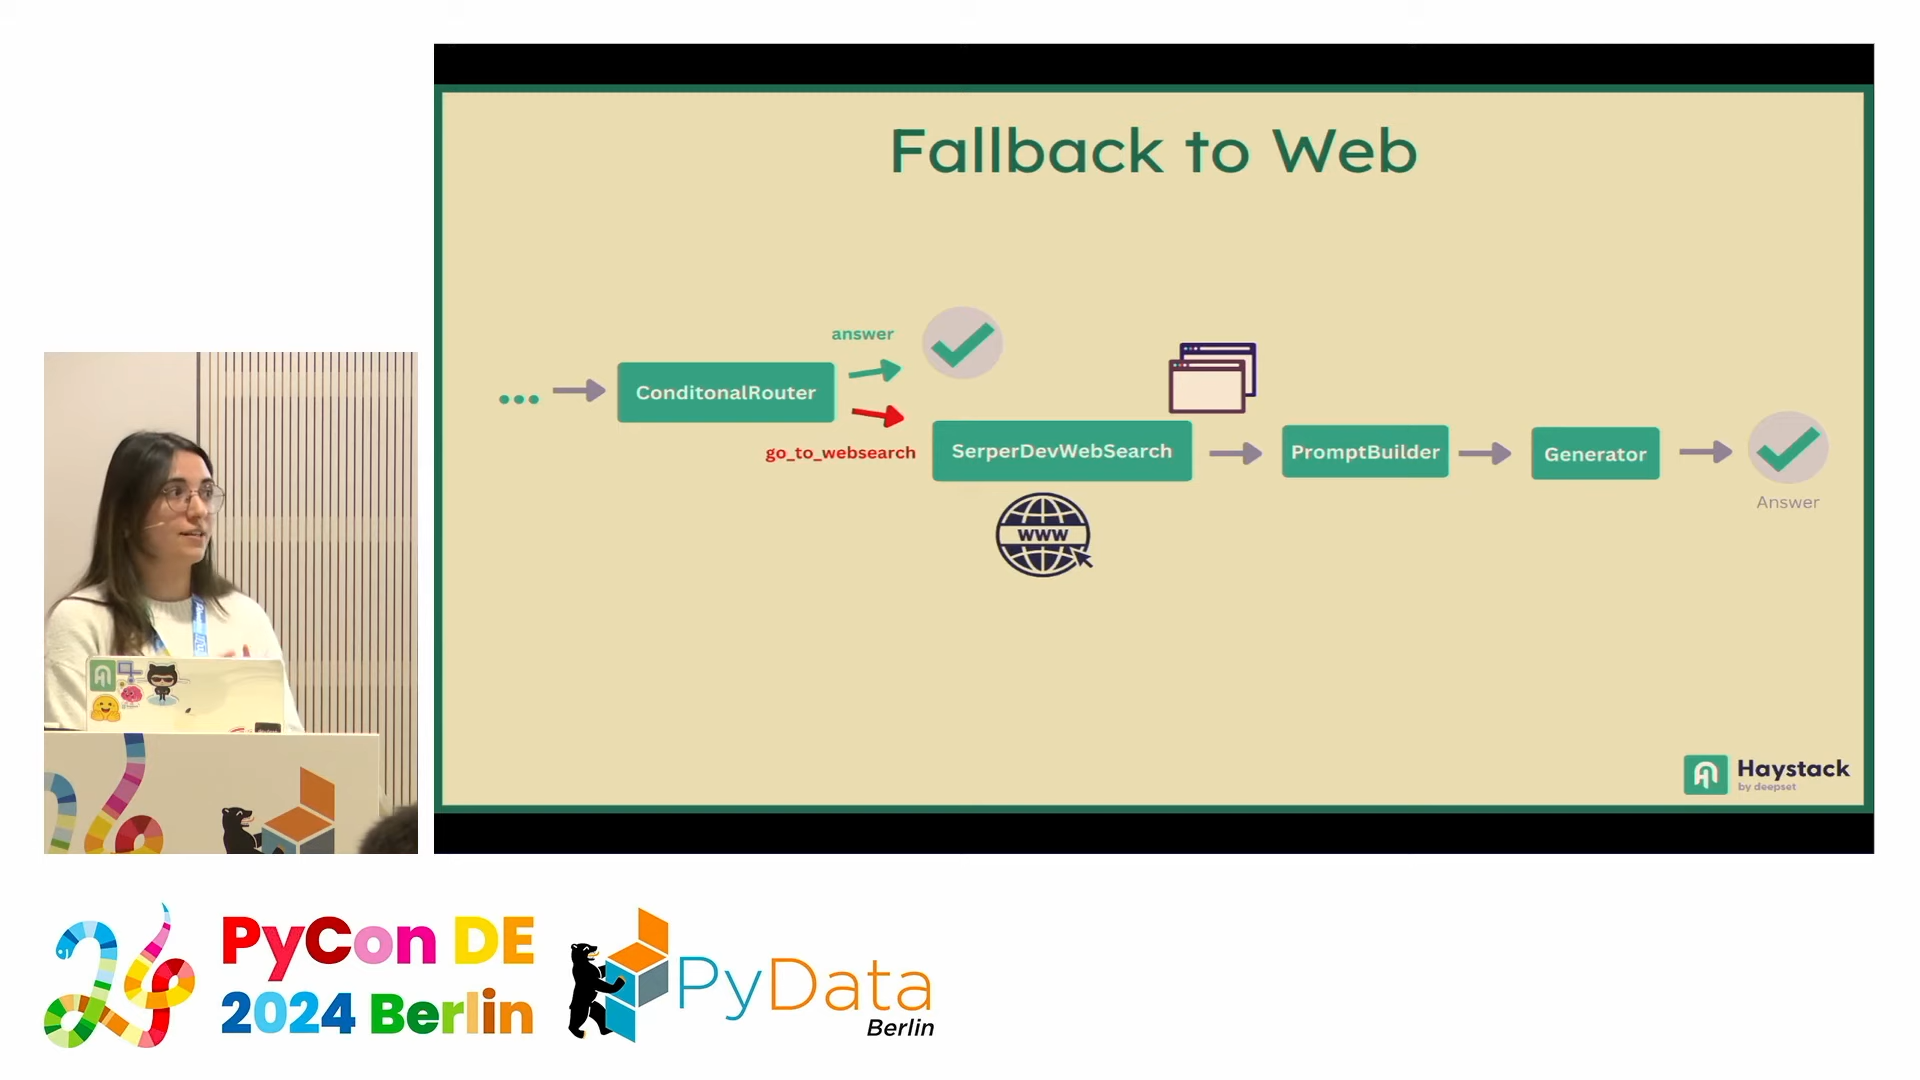 Fallback to Web
answer
...
ConditonalRouter
go_to_websearch
SerperDevWebSearch
www
PromptBuilder
Generator
Answer
Haystack
by deepset
PyCon DE
2024 Berlin
PyData
Berlin